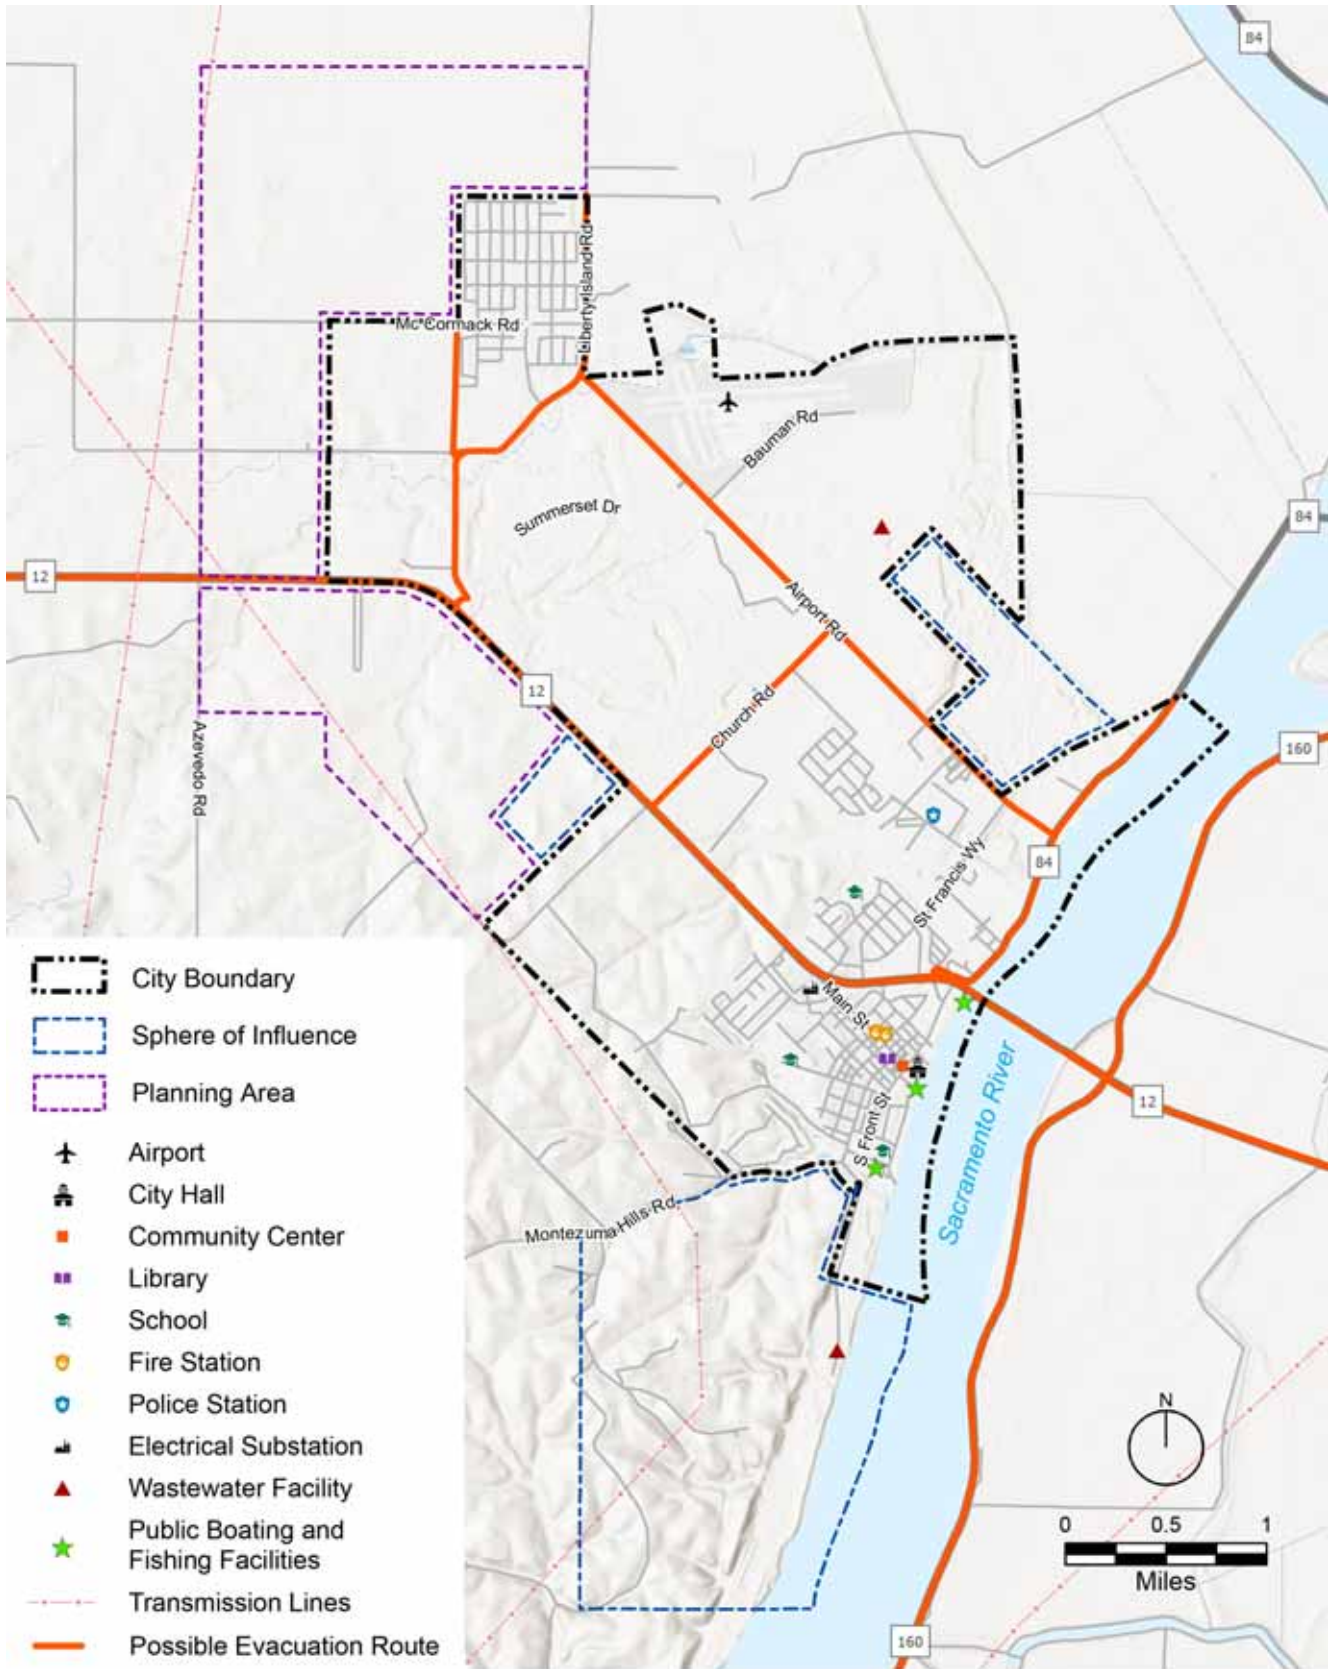 84
Liberty Island Rd
Mc Cormack Rd
Bauman Rd
Summerset Dr
84
12
Airport Rd
12
Church Rd
160
Azevedo Rd
84
St Francis Wy
City Boundary
Main St
Sphere of Influence
Sacramento River
Planning Area
12
S Front St
Airport
City Hall
Montezuma Hills Rd
Community Center
Library
School
Fire Station
Police Station
N
Electrical Substation
Wastewater Facility
Public Boating and
Fishing Facilities
0 0.5 1
Miles
Transmission Lines
Possible Evacuation Route
160